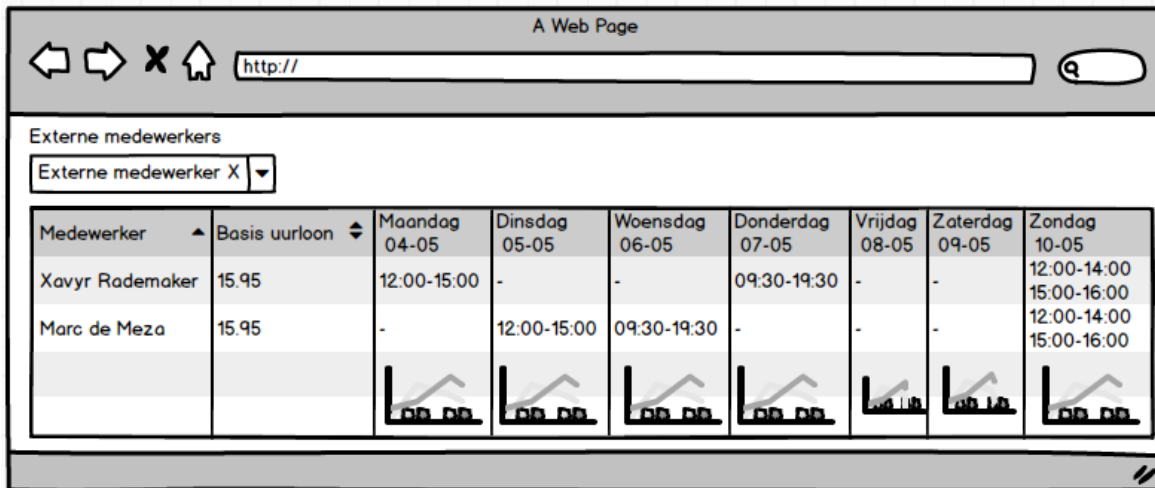 A Web Page
http://
Externe medewerkers
Externe medewerker X
Medewerker Basis uurloon Maandag 04-05 Dinsdag 05-05 Woensdag 06-05 Donderdag 07-05 Vrijdag 08-05 Zaterdag 09-05 Zondag 10-05
Xavyr Rademaker 15.95 12:00-15:00 - - 09:30-19:30 - - 12:00-14:00 15:00-16:00
Marc de Meza 15.95 - 12:00-15:00 09:30-19:30 - - - 12:00-14:00 15:00-16:00